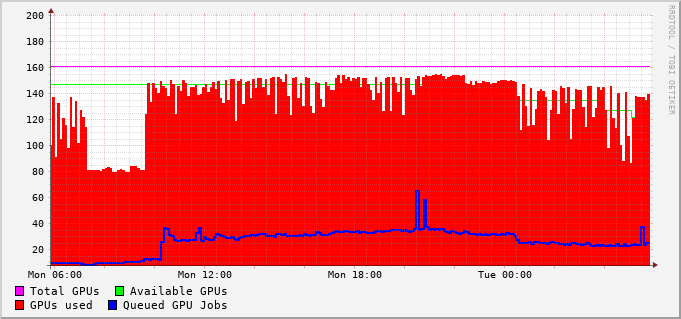 200
180
160
140
120
100
80
60
40
20
Mon 06:00 Mon 12:00 Mon 18:00 Tue 00:00
Total GPUs Available GPUs
GPUs used Queued GPU Jobs
RRDTOOL / TOBI OETIKER